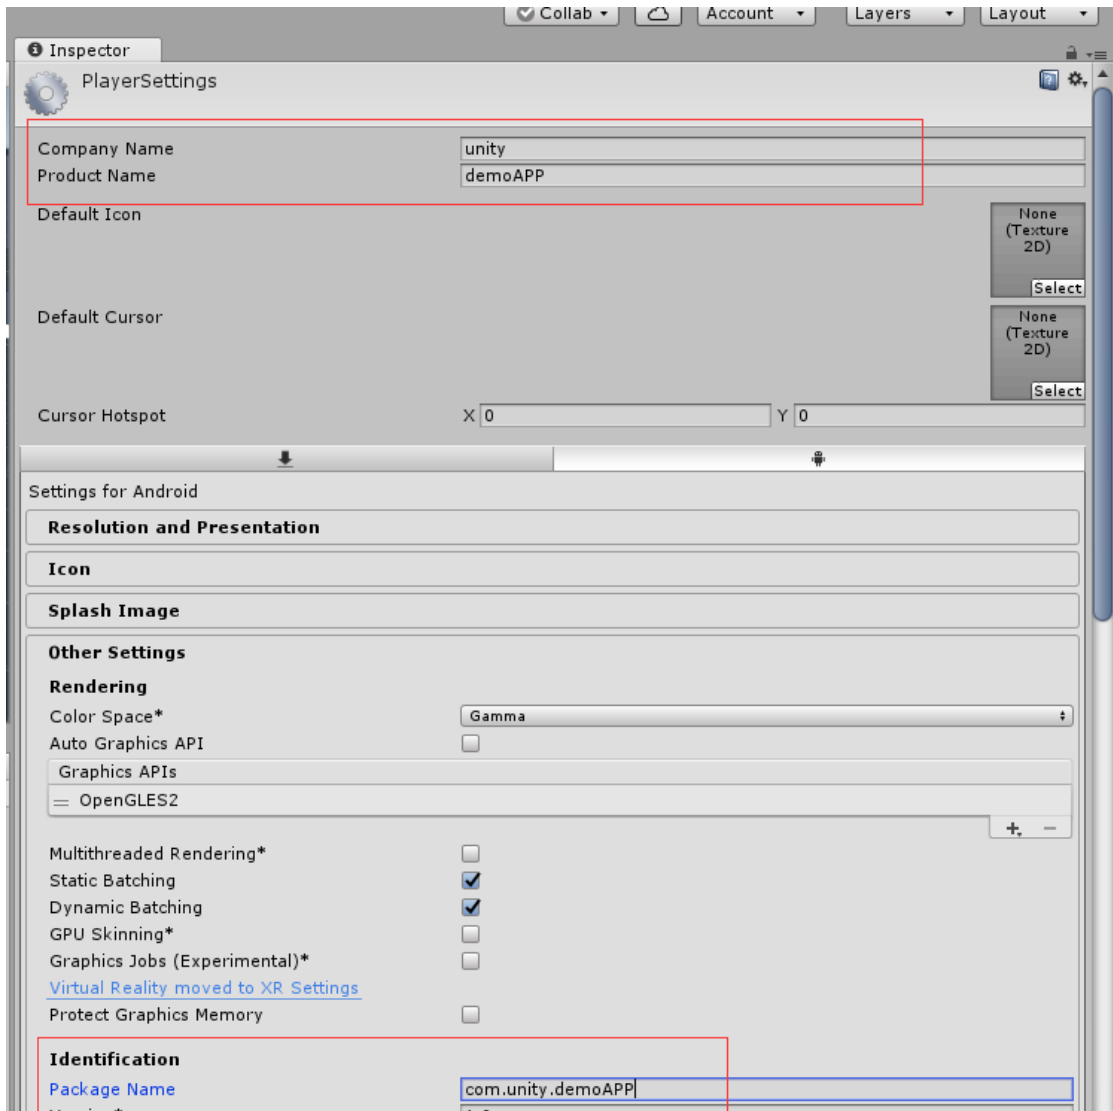 Collab Account Layers Layout
Inspector
PlayerSettings
Company Name unity
Product Name demoAPP
Default Icon
None
(Texture
2D)
Select
Default Cursor
None
(Texture
2D)
Select
Cursor Hotspot X 0 Y 0
Settings for Android
Resolution and Presentation
Icon
Splash Image
Other Settings
Rendering
Color Space* Gamma
Auto Graphics API
Graphics APIs
OpenGLES2
Multithreaded Rendering*
Static Batching
Dynamic Batching
GPU Skinning*
Graphics Jobs (Experimental)*
Virtual Reality moved to XR Settings
Protect Graphics Memory
Identification
Package Name com.unity.demoAPP